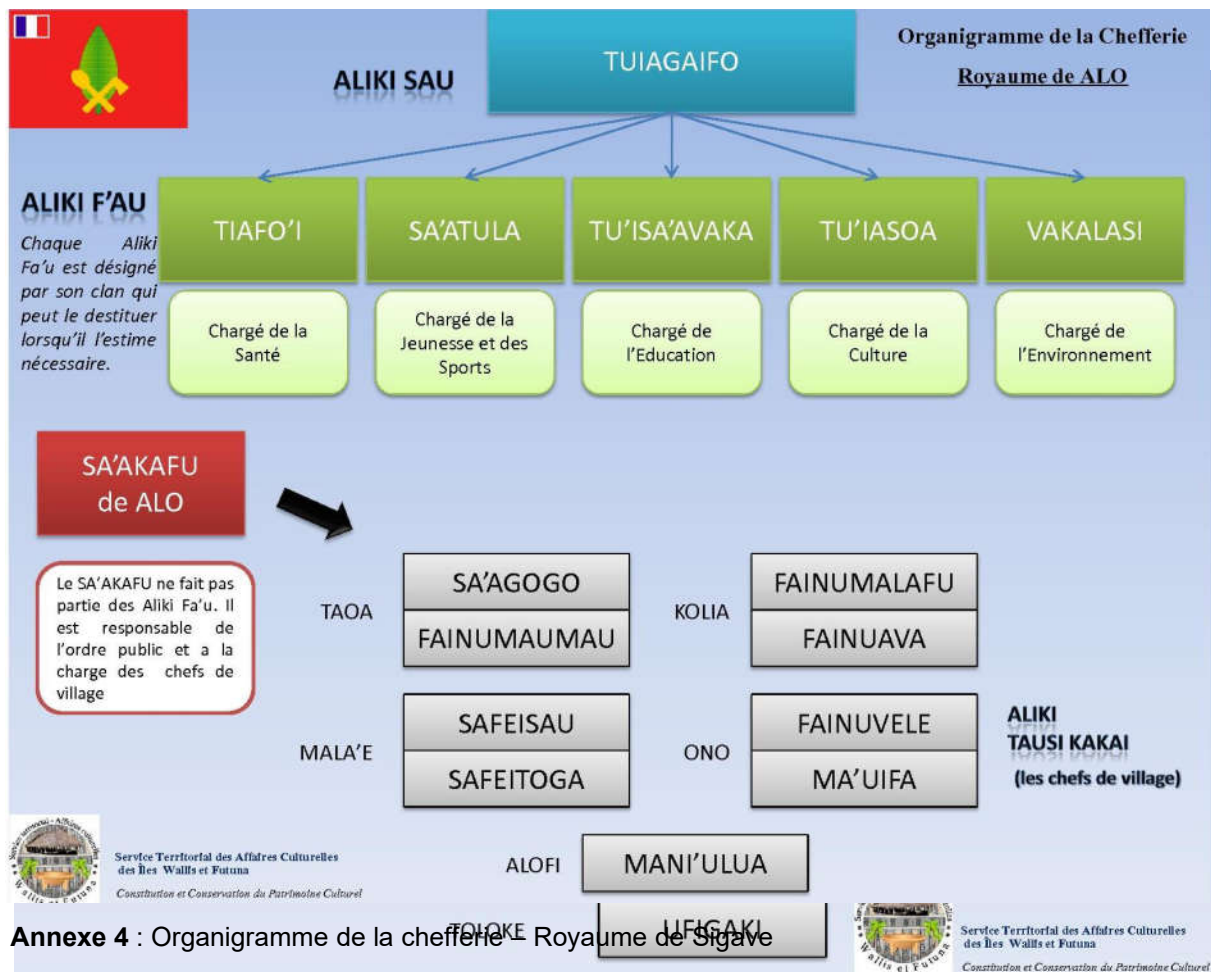 Organigramme de la Chefferie
Royaume de ALO
ALIKI SAU
TUIAGAIFO
ALIKI F'AU
Chaque Aliki
Fa'u est désigné
par son clan qui
peut le destituer
lorsqu'il l'estime
nécessaire.
TIAFO'I
SA'ATULA
TU'ISA'AVAKA
TU'IASOA
VAKALASI
Chargé de la
Santé
Chargé de la
Jeunesse et des
Sports
Chargé de
l'Education
Chargé de la
Culture
Chargé de
l'Environnement
SA'AKAFU
de ALO
Le SA'AKAFU ne fait pas
partie des Aliki Fa'u. Il
est responsable de
l'ordre public et a la
charge des chefs de
village
TAOA
SA'AGOGO
FAINUMAUMAU
KOLIA
FAINUMALAFU
FAINUAVA
MALA'E
SAFEISAU
SAFEITOGA
ONO
FAINUVELE
MA'UIFA
ALIKI
TAUSI KAKAI
(les chefs de village)
ALOFI
MANI'ULUA
Service Territorial des Affaires Culturelles
des Îles Wallis et Futuna
Constitution et Conservation du Patrimoine Culturel
TOLOKE
UFIGAKI
Annexe 4 : Organigramme de la chefferie – Royaume de Sigave
Service Territorial des Affaires Culturelles
des Îles Wallis et Futuna
Constitution et Conservation du Patrimoine Culturel